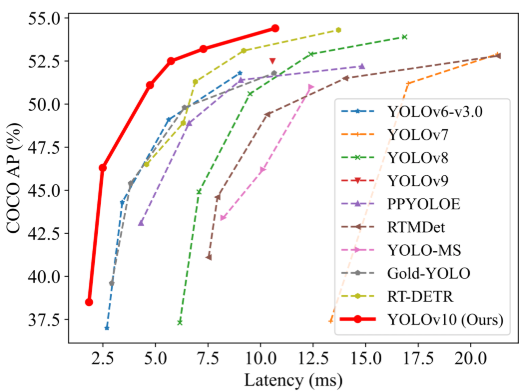 55.0
52.5
50.0
47.5
45.0
42.5
40.0
37.5
COCO AP (%)
YOLOv6-v3.0
YOLOv7
YOLOv8
YOLOv9
PPYOLOE
RTMDet
YOLO-MS
Gold-YOLO
RT-DETR
YOLOv10 (Ours)
2.5 5.0 7.5 10.0 12.5 15.0 17.5 20.0
Latency (ms)